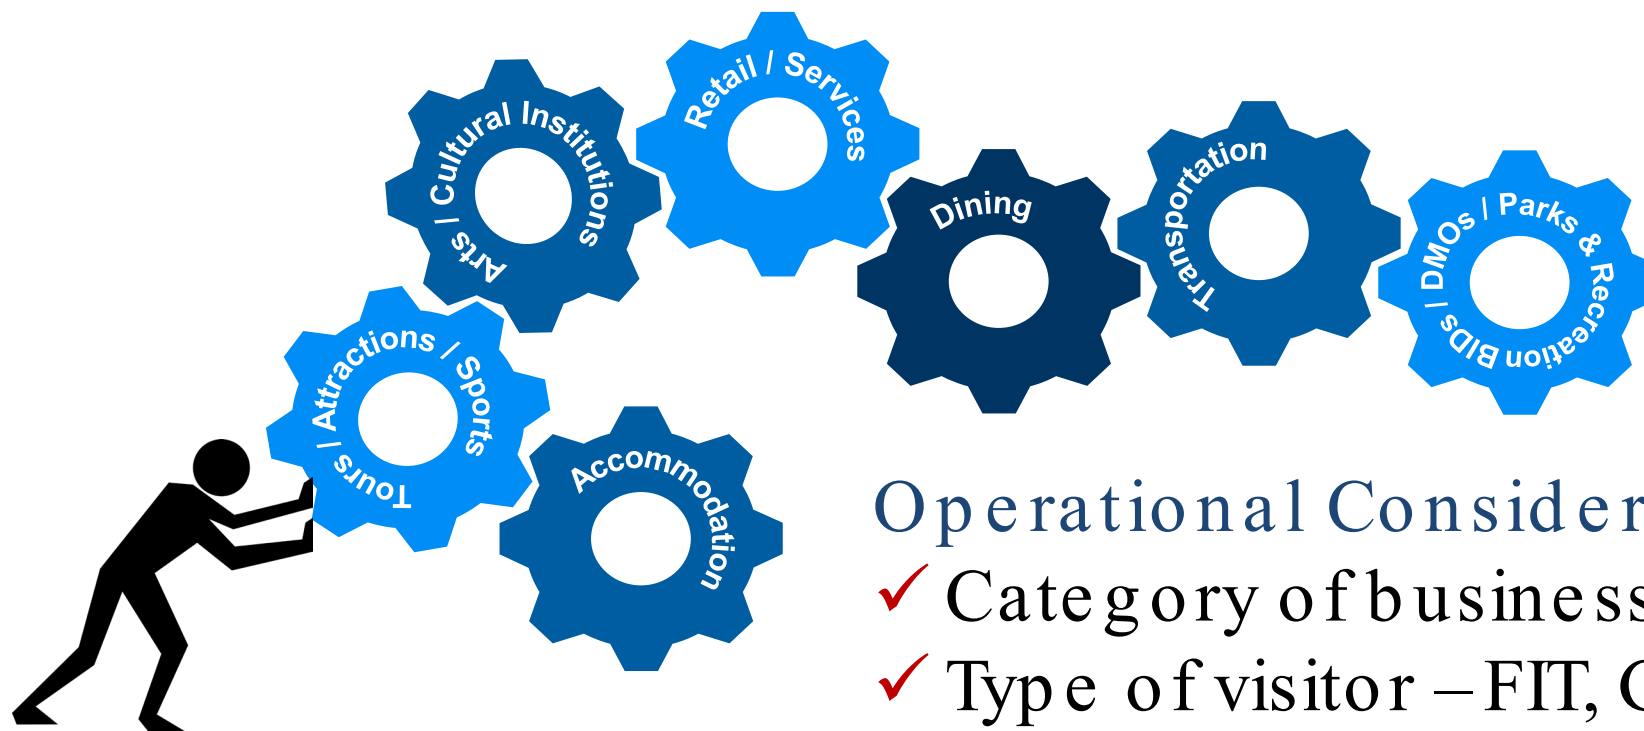 Retail / Services
Arts / Cultural Institutions
Transportation
Dining
BIDs / DMOs / Parks & Recreation
Tours / Attractions / Sports
Accommodation
Operational Consider
Category of business
Type of visitor – FIT,